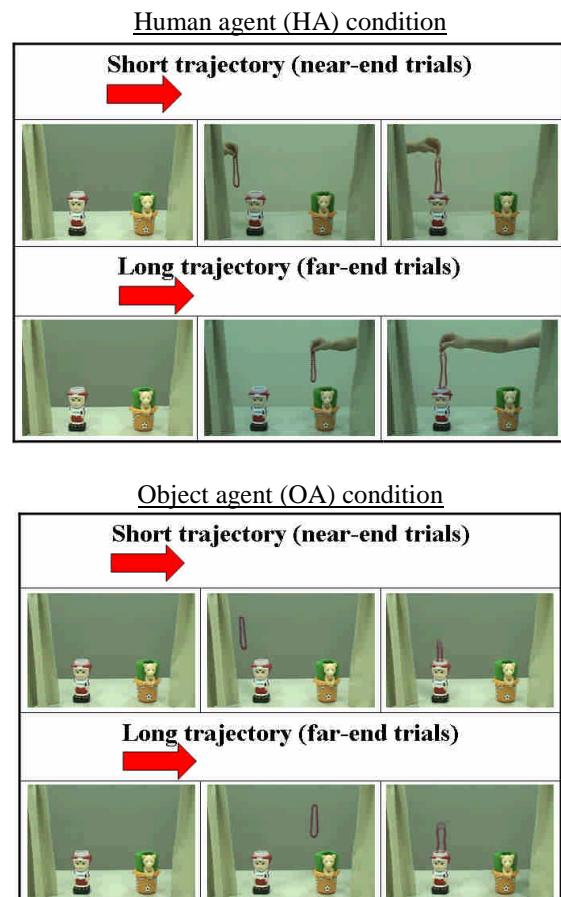 Human agent (HA) condition
Short trajectory (near-end trials)
Long trajectory (far-end trials)
Object agent (OA) condition
Short trajectory (near-end trials)
Long trajectory (far-end trials)